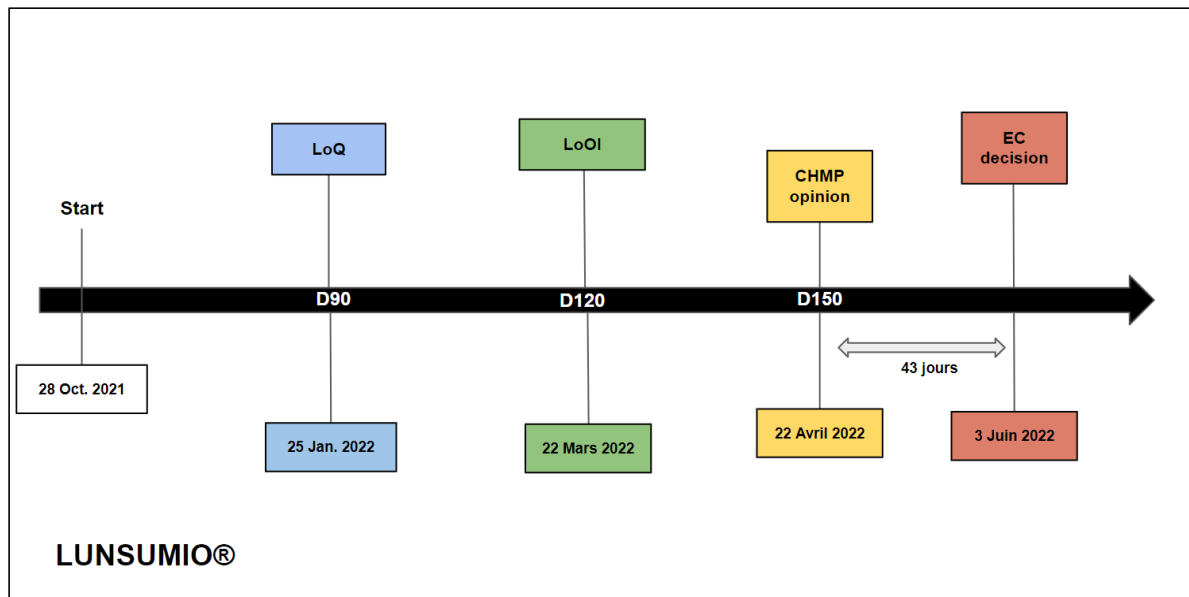 LoQ
LoOI
EC
decision
CHMP
opinion
Start
D90
D120
D150
43 jours
28 Oct. 2021
25 Jan. 2022
22 Mars 2022
22 Avril 2022
3 Juin 2022
LUNSUMIO®